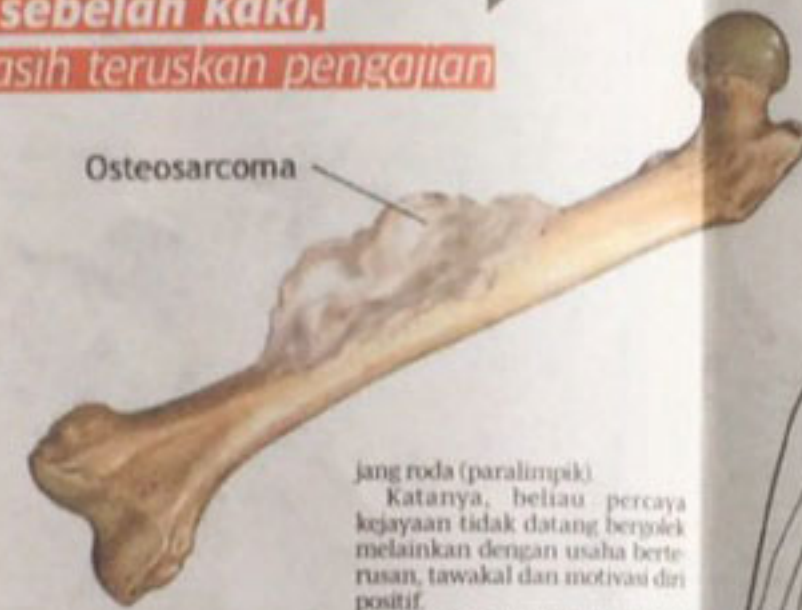 sebelah kaki,
asih teruskan pengajian
Osteosarcoma
jang roda (paralimpik).
Katanya, beliau percaya
kejayaan tidak datang bergolek
melainkan dengan usaha berte-
rusan, tawakal dan motivasi diri
positif.